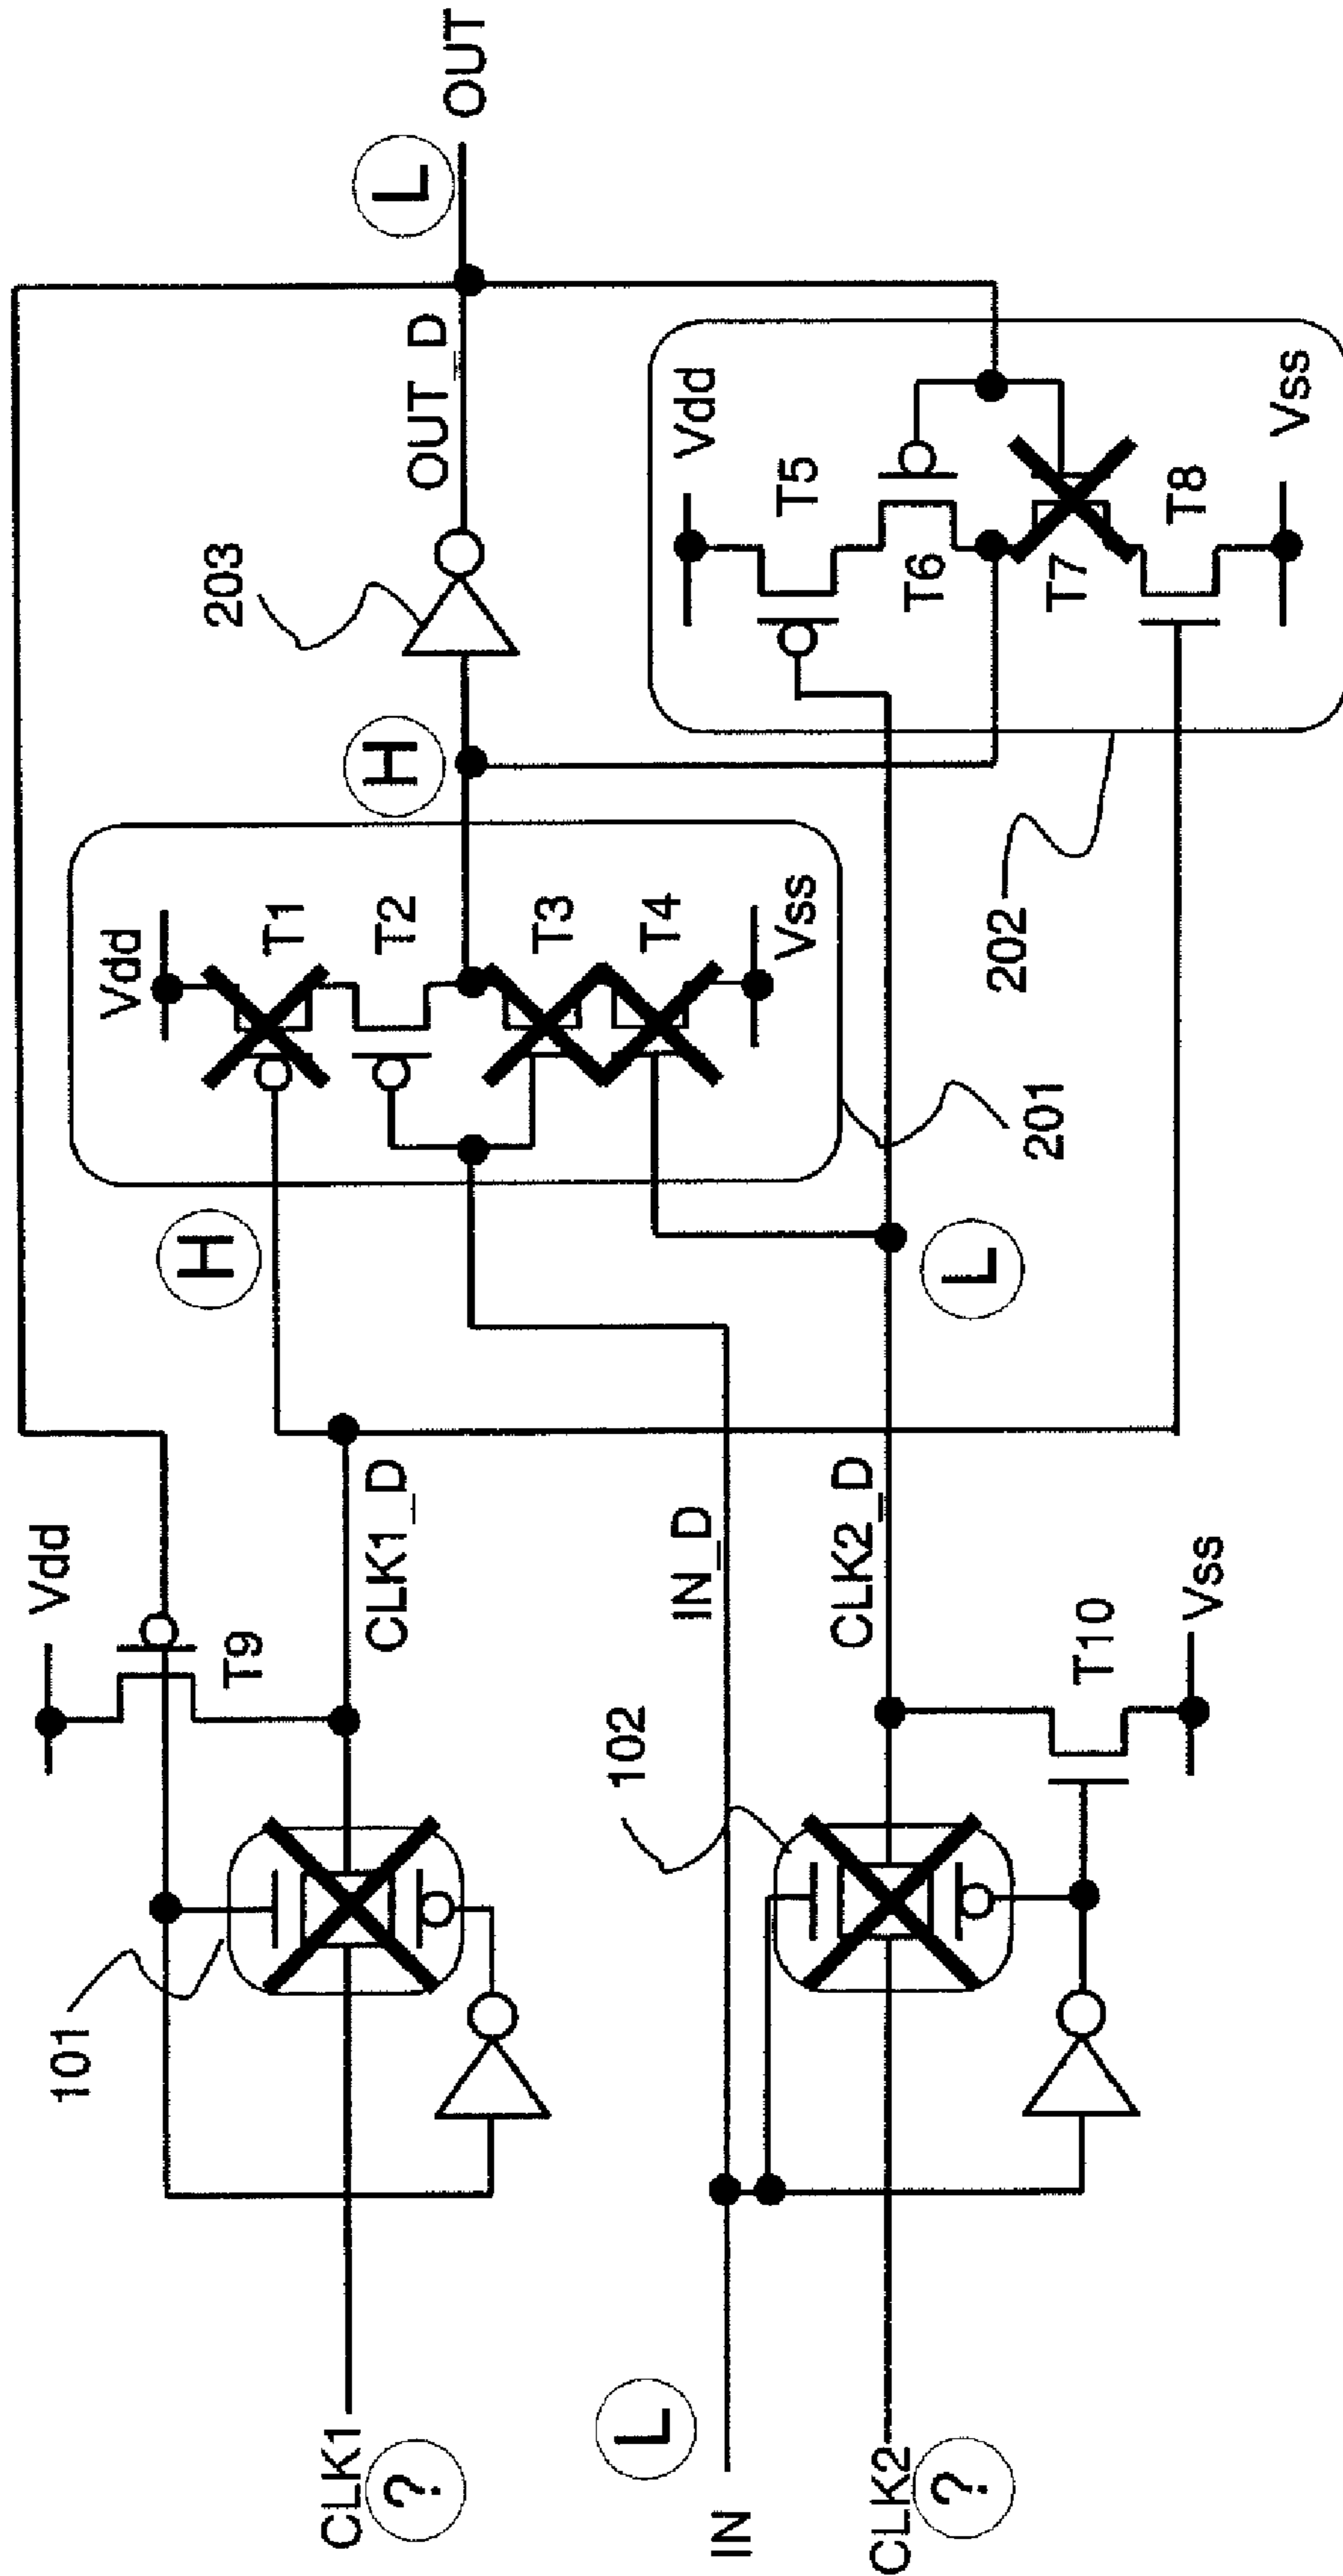 CLK1
?
101
Vdd
T9
CLK1_D
H
Vdd
T1
T2
T3
T4
Vss
201
H
203
OUT_D
L
OUT
L
IN
IN_D
CLK2
?
102
CLK2_D
T10
Vss
L
202
Vdd
T5
T6
T7
T8
Vss